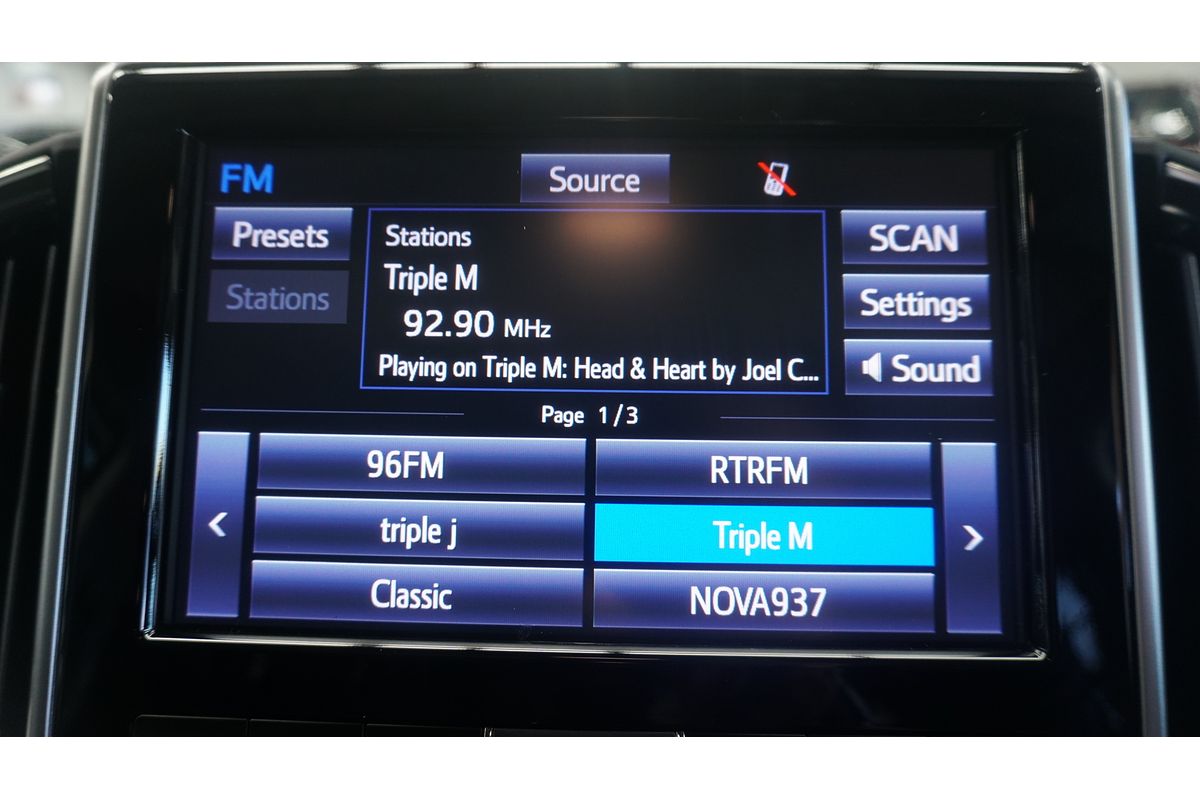 FM
Source
Presets
Stations
Stations
Triple M
92.90 MHz
Playing on Triple M: Head & Heart by Joel C...
SCAN
Settings
Sound
Page 1/3
96FM
RTRFM
<
triple j
Triple M
>
Classic
NOVA937